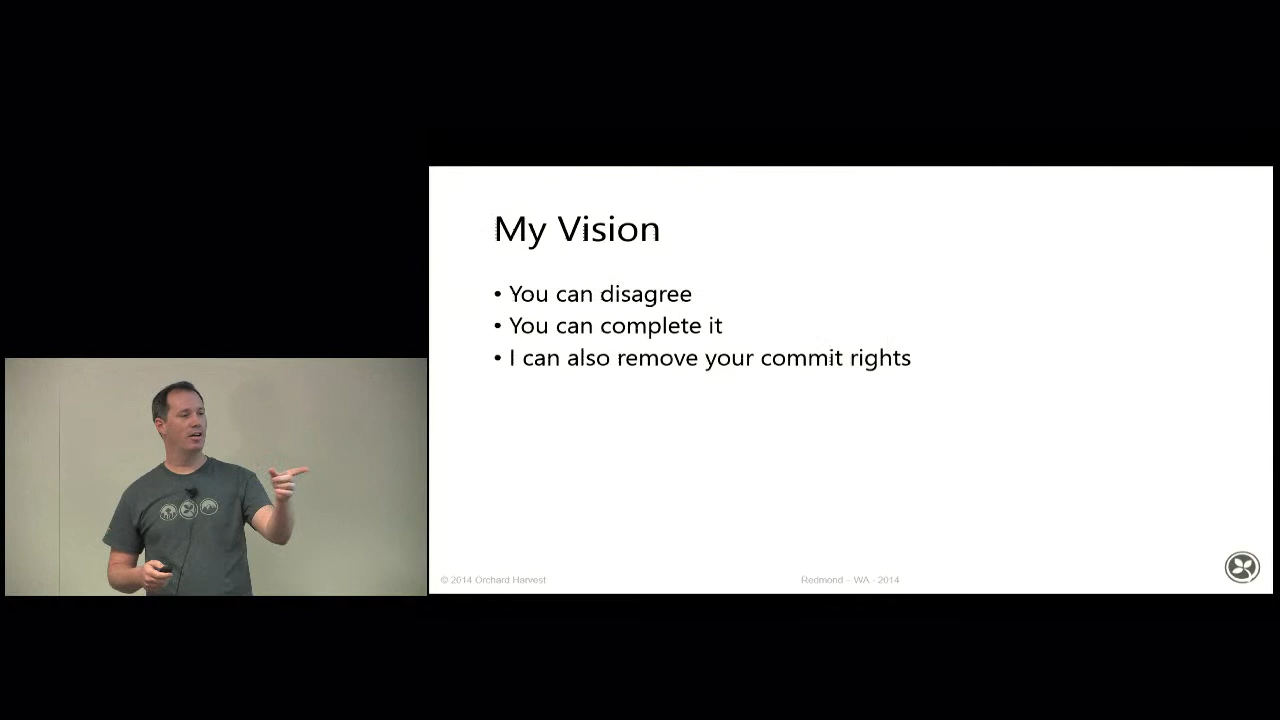 My Vision
• You can disagree
• You can complete it
• I can also remove your commit rights
© 2014 Orchard Harvest
Redmond - WA - 2014